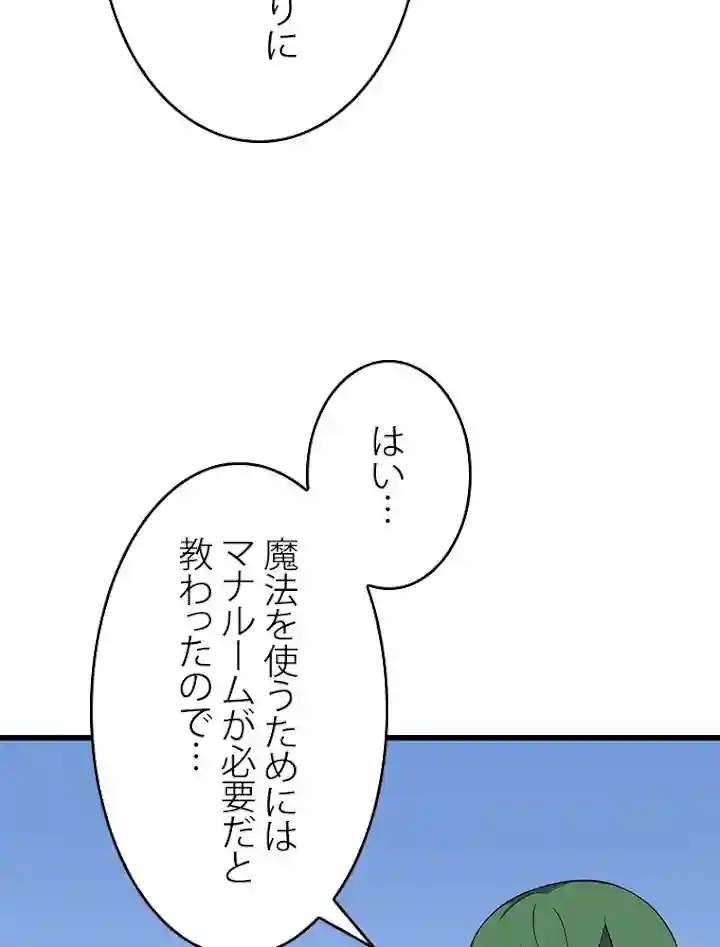 りに
はい…
魔法を使うためには
マナルームが必要だと
教わったので…